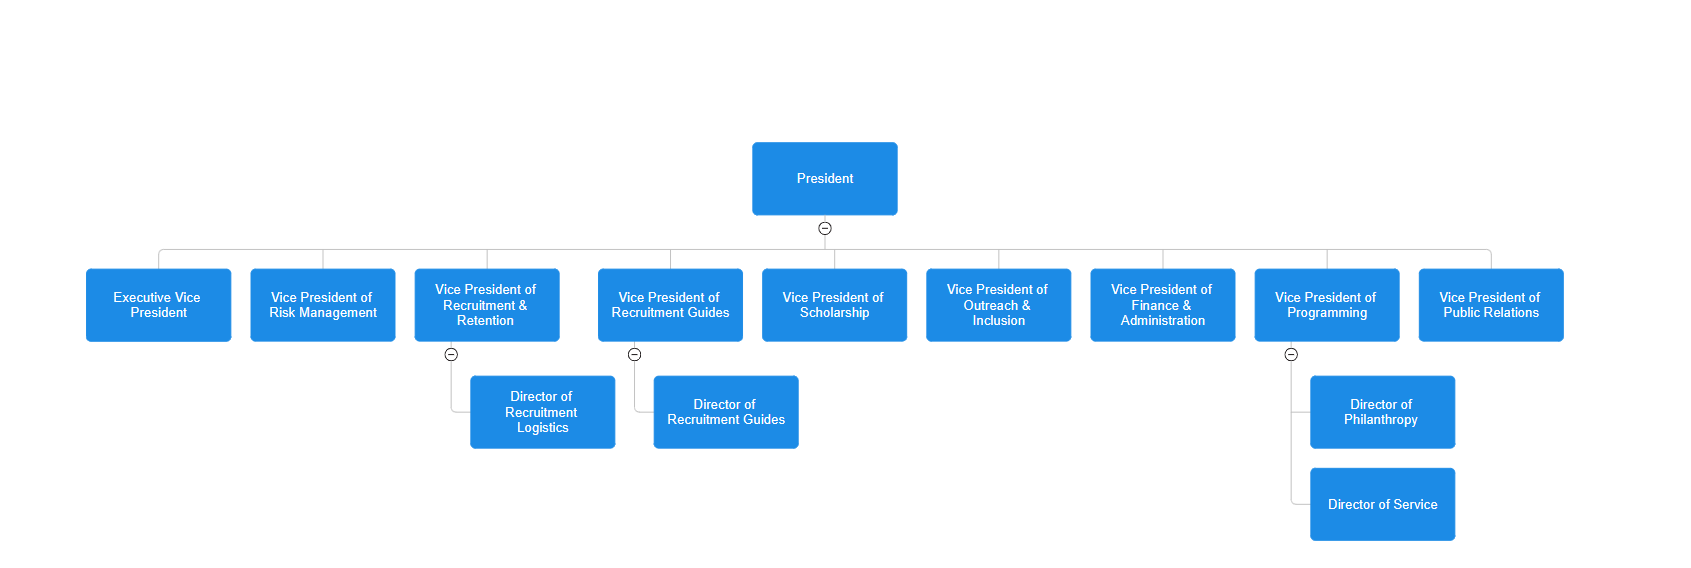 President
Executive Vice
President
Vice President of
Risk Management
Vice President of
Recruitment &
Retention
Vice President of
Recruitment Guides
Vice President of
Scholarship
Vice President of
Outreach &
Inclusion
Vice President of
Finance &
Administration
Vice President of
Programming
Vice President of
Public Relations
Director of
Recruitment
Logistics
Director of
Recruitment Guides
Director of
Philanthropy
Director of Service